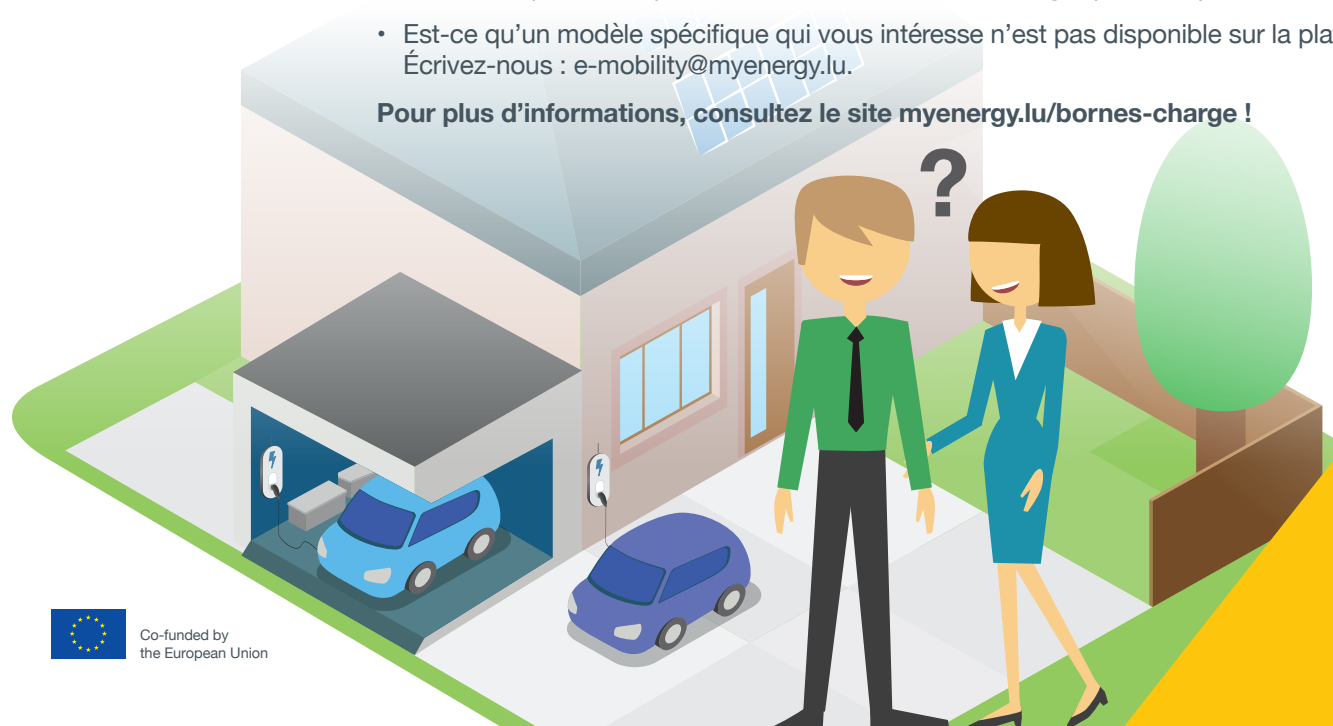 • Est-ce qu’un modèle spécifique qui vous intéresse n’est pas disponible sur la
Écrivez-nous : e-mobility@myenergy.lu.
Pour plus d’informations, consultez le site myenergy.lu/bornes-charge !
?
Co-funded by
the European Union